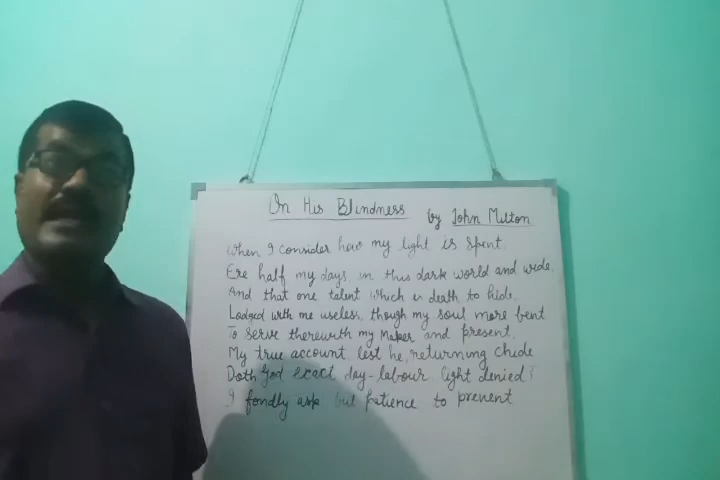 On His Blindness
by John Milton
When I consider how my light is spent.
Ere half my days in this dark world and wide.
And that one talent which is death to hide.
Lodged with me useless, though my soul more bent
To serve therewith my Maker and present.
My true account lest he returning chide
Doth God exact day-labour light denied?
I fondly ask but patience to prevent